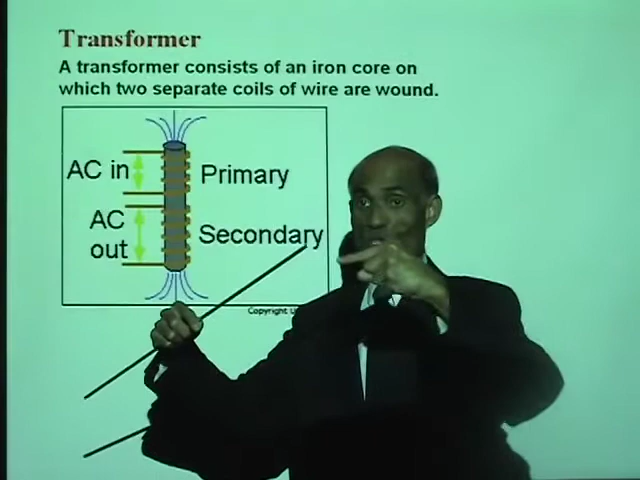 Transformer
A transformer consists of an iron core on
which two separate coils of wire are wound.
AC in
Primary
AC
out
Secondary
Copyright